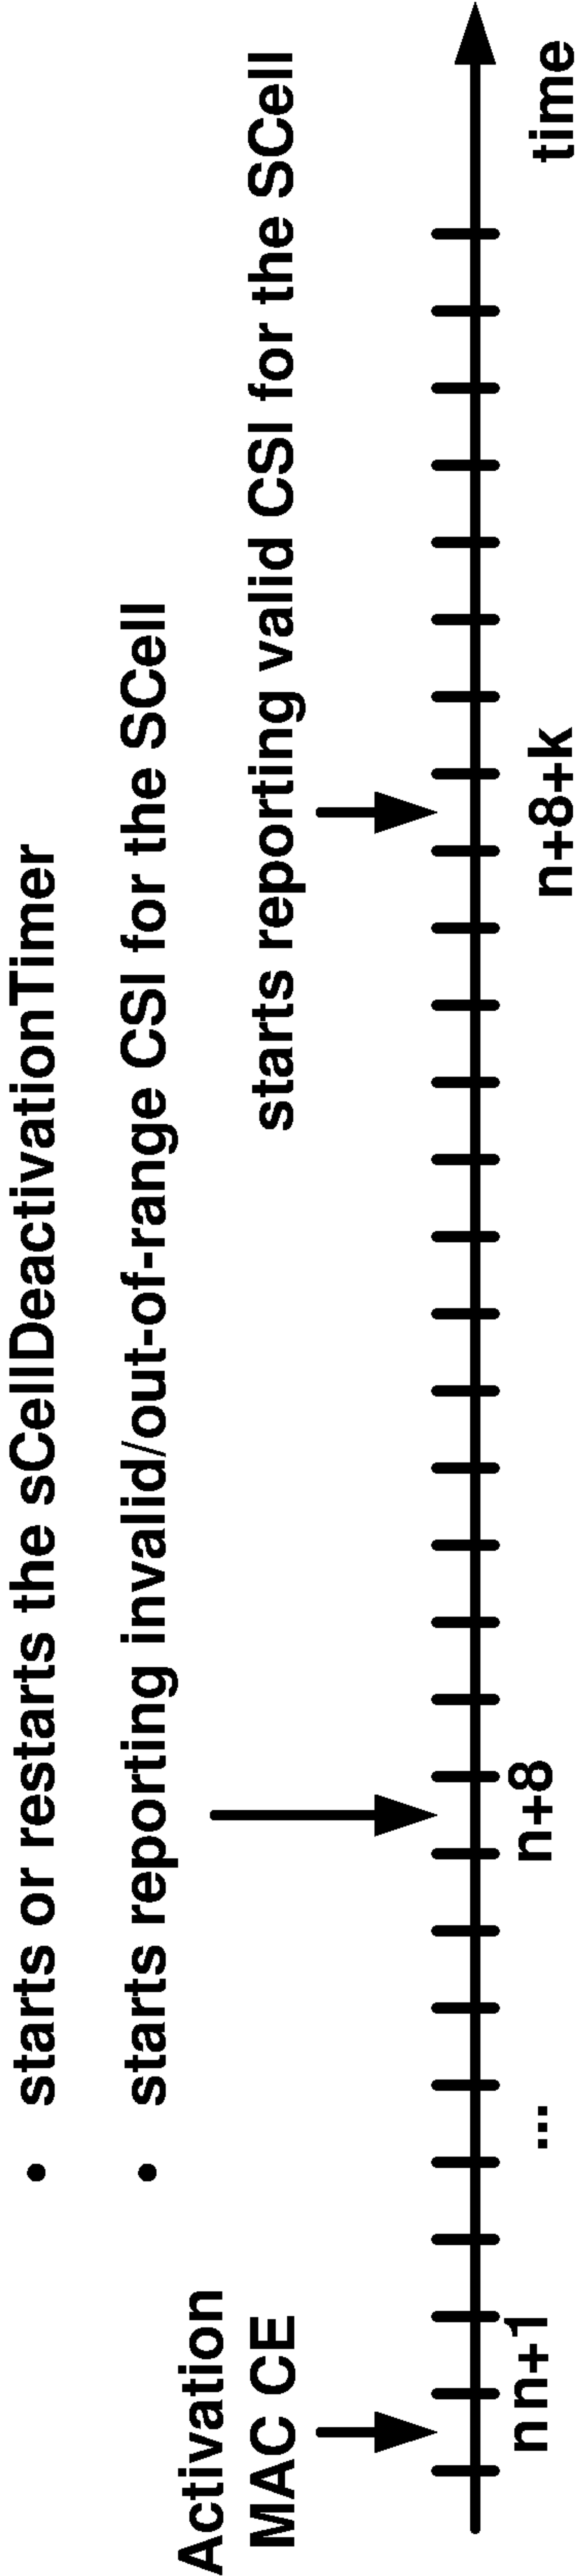 • starts or restarts the sCellDeactivationTimer
• starts reporting invalid/out-of-range CSI for the SCell
Activation
MAC CE
starts reporting valid CSI for the SCell
n n+1 ... n+8 n+8+k time